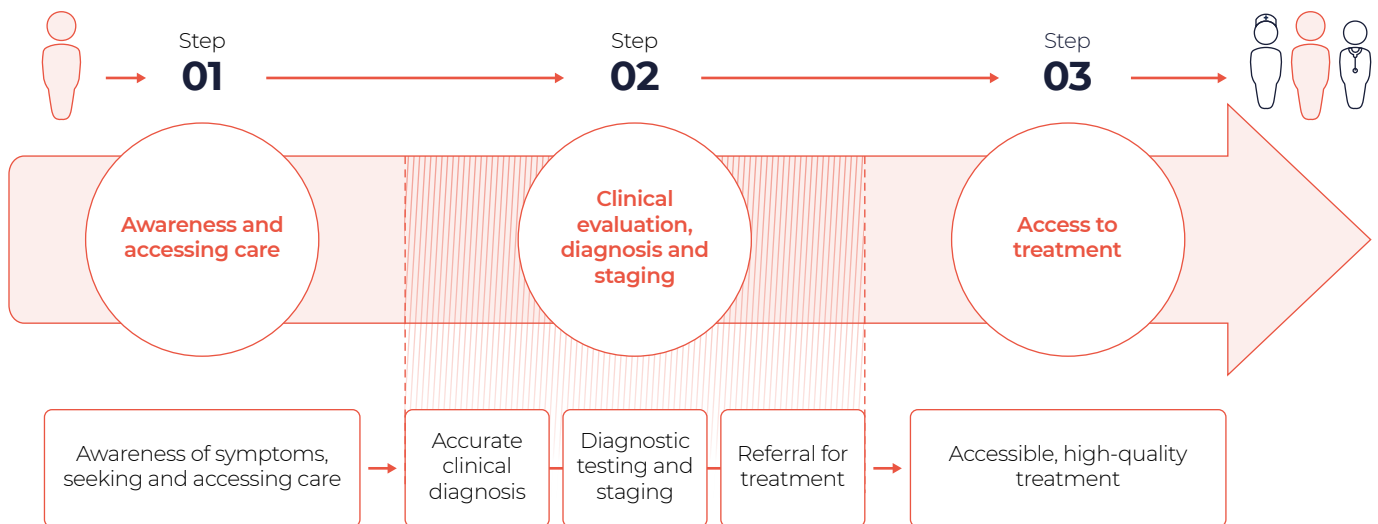 Step
01
Step
02
Step
03
Awareness and
accessing care
Clinical
evaluation,
diagnosis and
staging
Access to
treatment
Awareness of symptoms,
seeking and accessing care
Accurate
clinical
diagnosis
Diagnostic
testing and
staging
Referral for
treatment
Accessible, high-quality
treatment